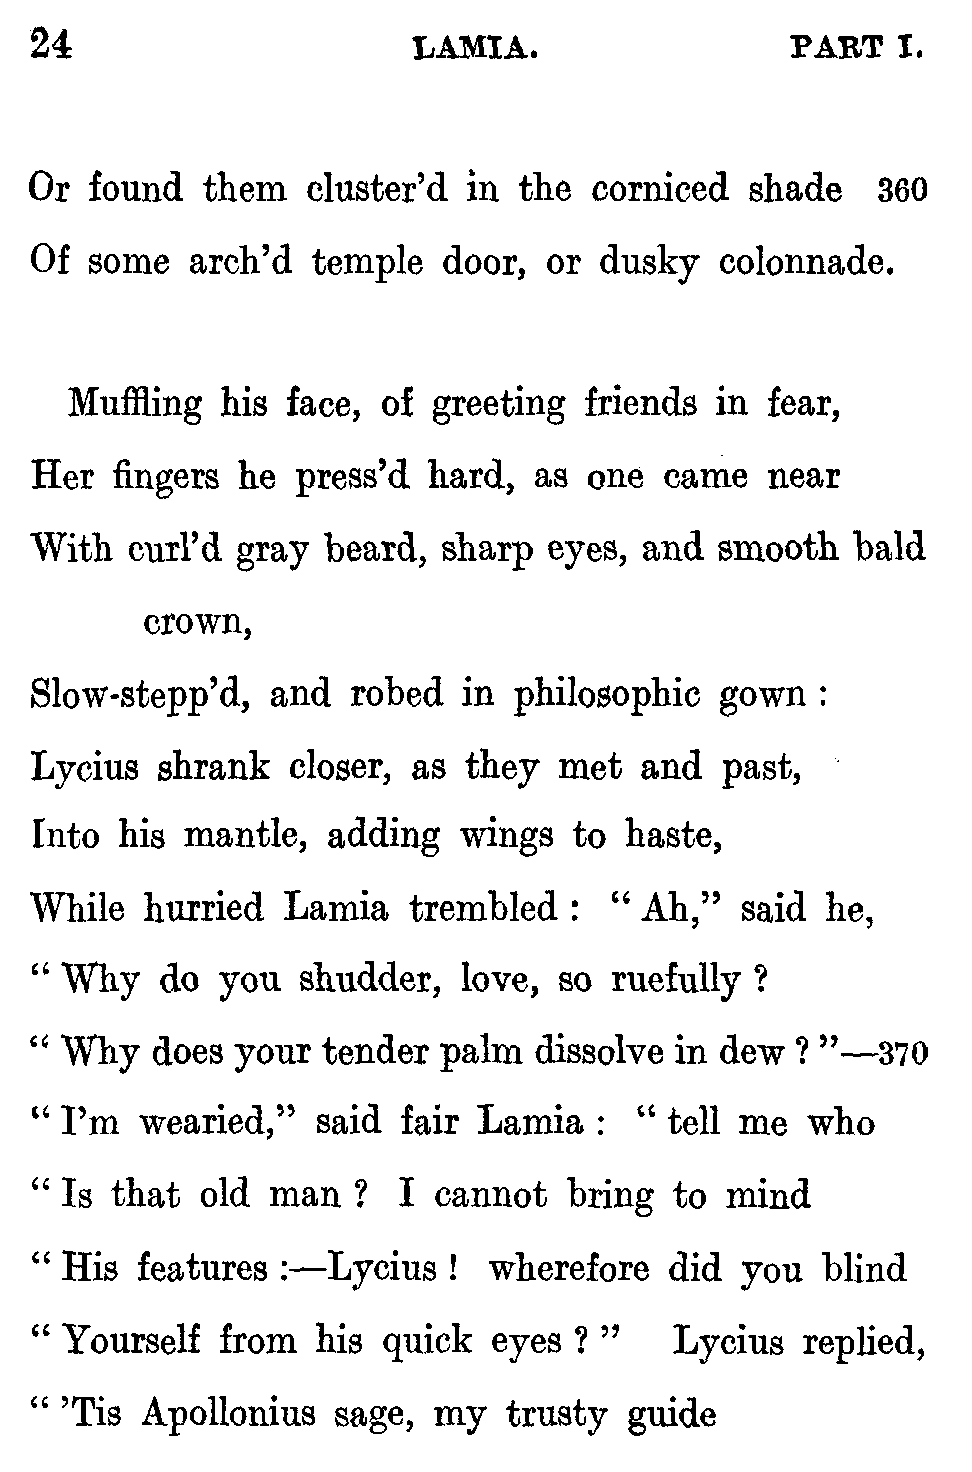 24 LAMIA. PART I.
Or found them cluster'd in the corniced shade 360
Of some arch'd temple door, or dusky colonnade.
Muffling his face, of greeting friends in fear,
Her fingers he press'd hard, as one came near
With curl'd gray beard, sharp eyes, and smooth bald
crown,
Slow-stepp'd, and robed in philosophic gown :
Lycius shrank closer, as they met and past,
Into his mantle, adding wings to haste,
While hurried Lamia trembled : “ Ah,” said he,
“ Why do you shudder, love, so ruefully ?
“ Why does your tender palm dissolve in dew ? ”—370
“ I'm wearied,” said fair Lamia : “ tell me who
“ Is that old man ? I cannot bring to mind
“ His features :—Lycius ! wherefore did you blind
“ Yourself from his quick eyes ? ” Lycius replied,
“ 'Tis Apollonius sage, my trusty guide